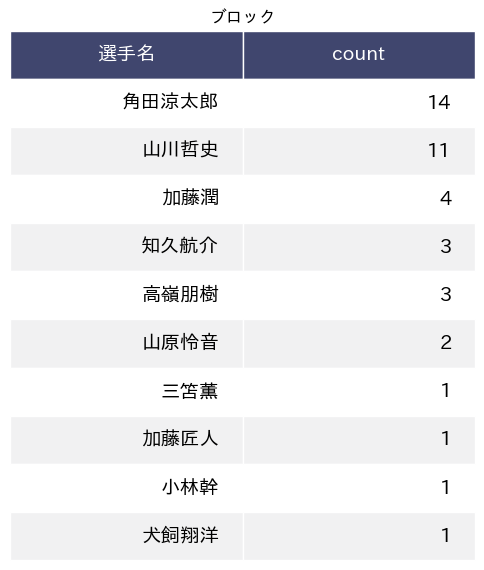 ブロック
選手名 count
角田涼太郎 14
山川哲史 11
加藤潤 4
知久航介 3
高嶺朋樹 3
山原怜音 2
三笘薫 1
加藤匠人 1
小林幹 1
犬飼翔洋 1